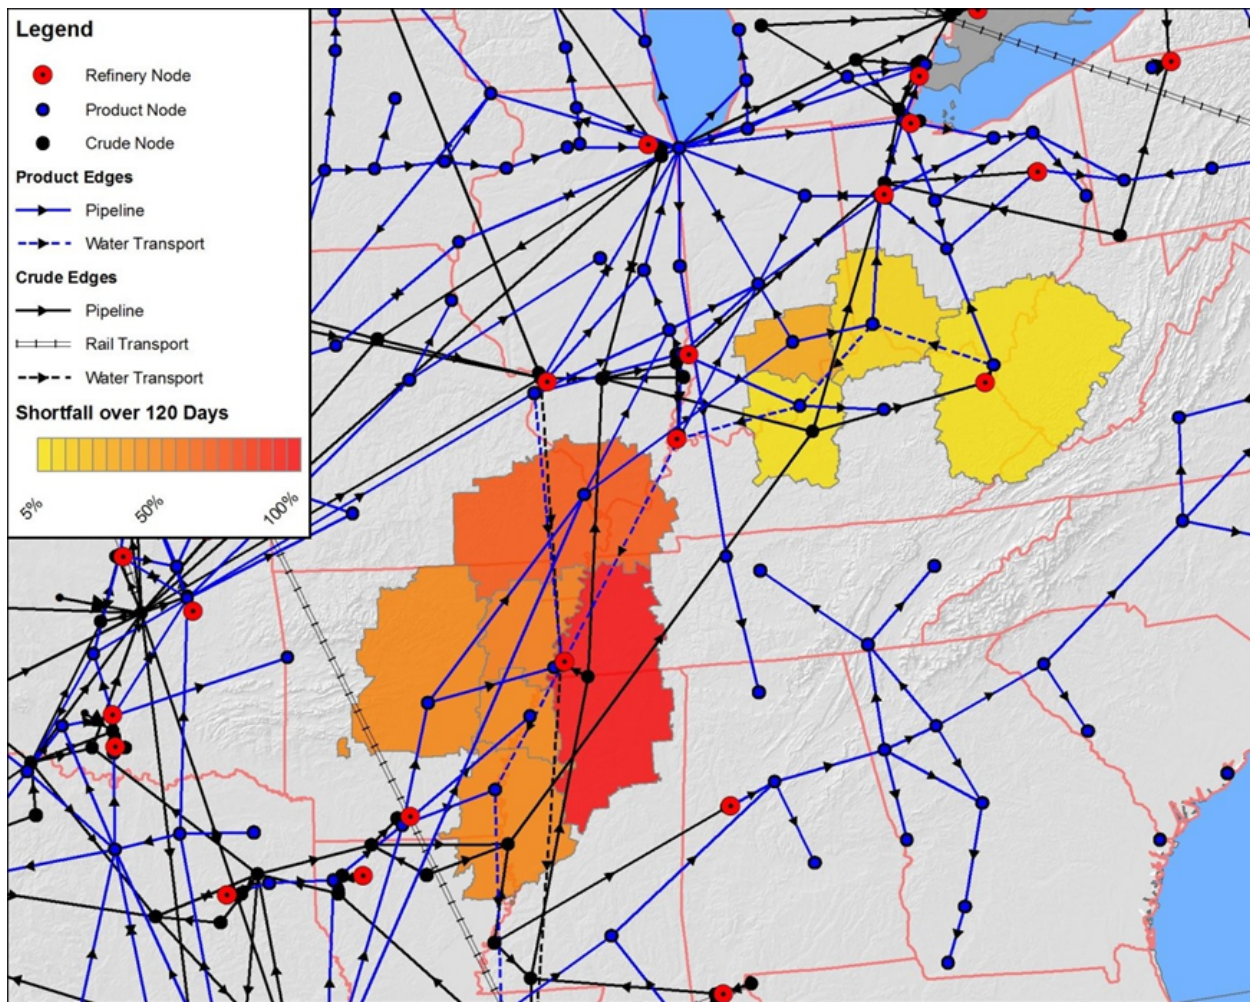 Legend
Refinery Node
Product Node
Crude Node
Product Edges
Pipeline
Water Transport
Crude Edges
Pipeline
Rail Transport
Water Transport
Shortfall over 120 Days
5%
50%
100%